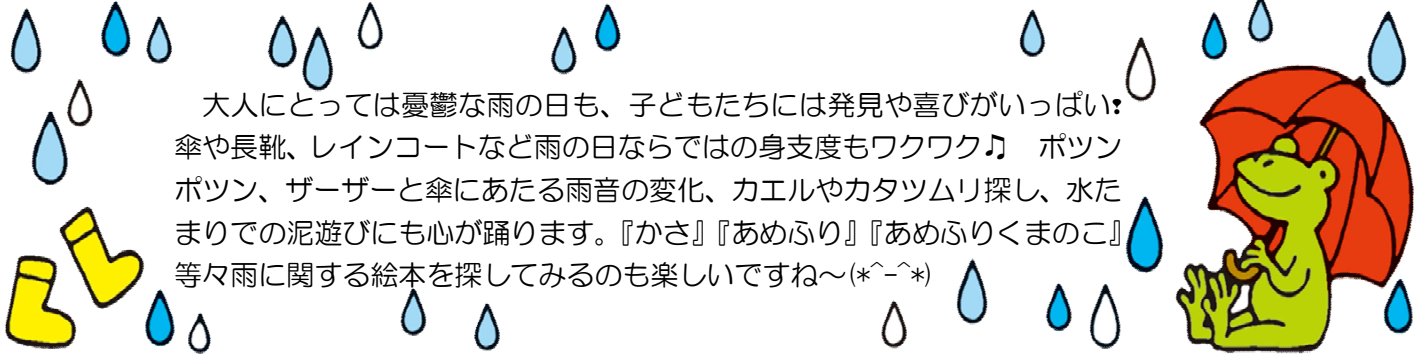 大人にとっては憂鬱な雨の日も、子どもたちには発見や喜びがいっぱい❢
傘や長靴、レインコートなど雨の日ならではの身支度もワクワク♫　ポツン
ポツン、ザーザーと傘にあたる雨音の変化、カエルやカタツムリ探し、水た
まりでの泥遊びにも心が踊ります。『かさ』『あめふり』『あめふりくまのこ』
等々雨に関する絵本を探してみるのも楽しいですね～(*^-^*)